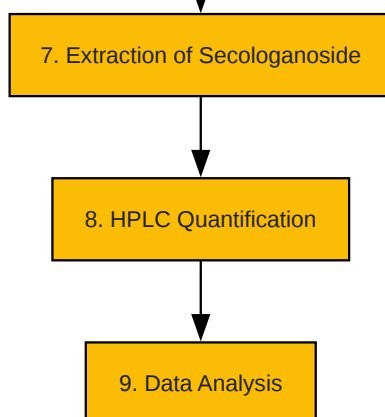 7. Extraction of Secologanoside
8. HPLC Quantification
9. Data Analysis